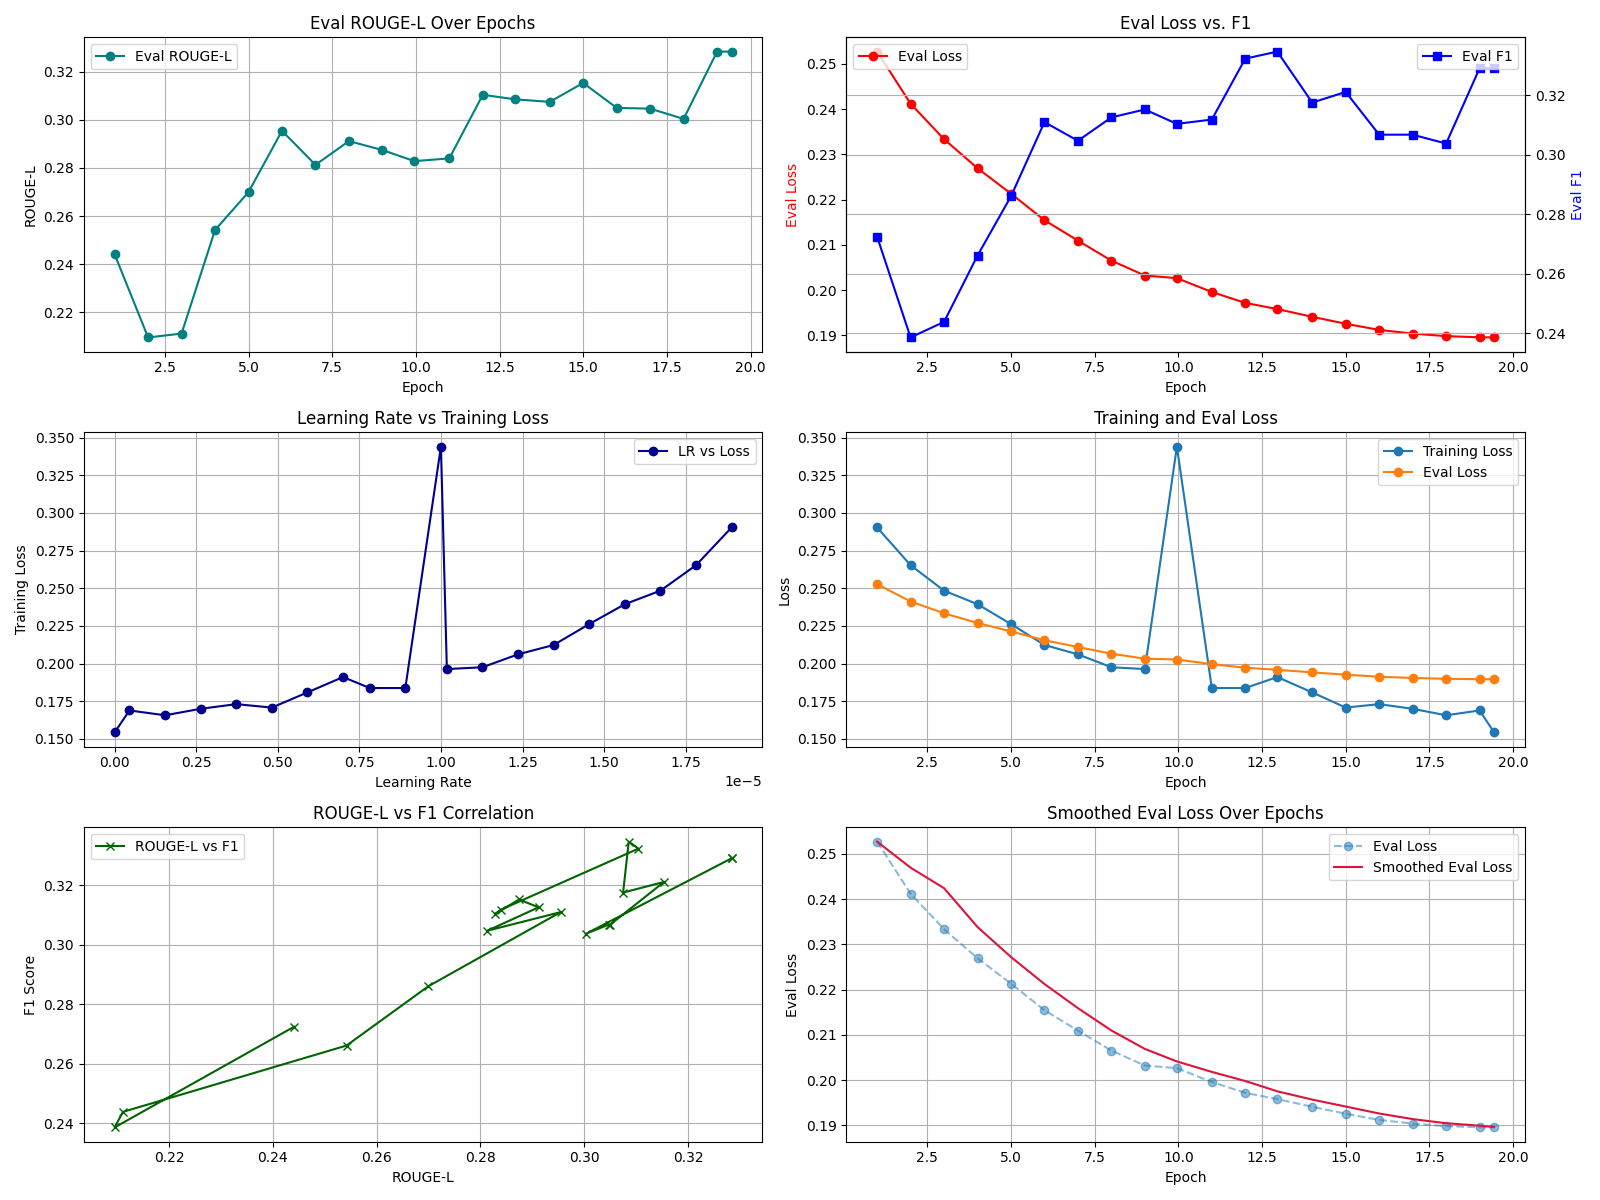 Eval ROUGE-L Over Epochs
Eval ROUGE-L
ROUGE-L
0.32
0.30
0.28
0.26
0.24
0.22
2.5 5.0 7.5 10.0 12.5 15.0 17.5 20.0
Epoch
Eval Loss vs. F1
Eval Loss
Eval F1
Eval Loss
0.25
0.24
0.23
0.22
0.21
0.20
0.19
0.32
0.30
0.28
0.26
0.24
Eval F1
2.5 5.0 7.5 10.0 12.5 15.0 17.5 20.0
Epoch
Learning Rate vs Training Loss
LR vs Loss
Training Loss
0.350
0.325
0.300
0.275
0.250
0.225
0.200
0.175
0.150
0.00 0.25 0.50 0.75 1.00 1.25 1.50 1.75
1e−5
Learning Rate
Training and Eval Loss
Training Loss
Eval Loss
Loss
0.350
0.325
0.300
0.275
0.250
0.225
0.200
0.175
0.150
2.5 5.0 7.5 10.0 12.5 15.0 17.5 20.0
Epoch
ROUGE-L vs F1 Correlation
ROUGE-L vs F1
F1 Score
0.32
0.30
0.28
0.26
0.24
0.22 0.24 0.26 0.28 0.30 0.32
ROUGE-L
Smoothed Eval Loss Over Epochs
Eval Loss
Smoothed Eval Loss
Eval Loss
0.25
0.24
0.23
0.22
0.21
0.20
0.19
2.5 5.0 7.5 10.0 12.5 15.0 17.5 20.0
Epoch